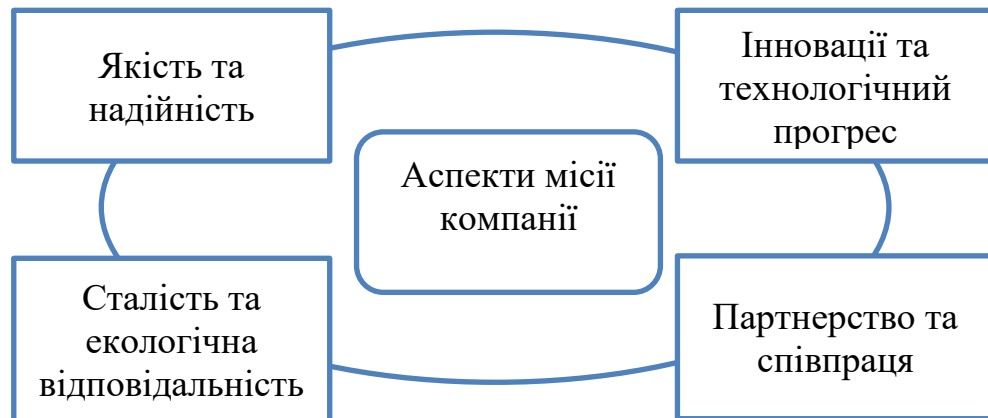 Якість та
надійність
Інновації та
технологічний
прогрес
Аспекти місії
компанії
Сталість та
екологічна
відповідальність
Партнерство та
співпраця